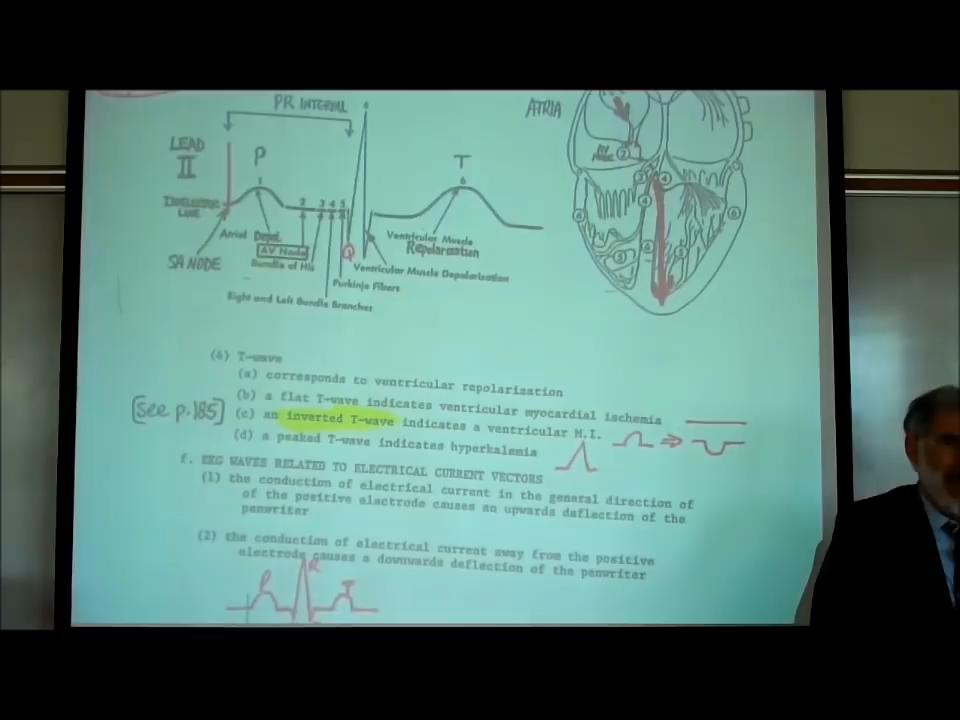 PR INTERVAL
ATRIA
LEAD
II
P
T
AV
NODE
ISOELECTRIC
LINE
SA NODE
Atrial Depol.
AV Node
Bundle of His
Right and Left Bundle Branches
Purkinje Fibers
Q
Ventricular Muscle Depolarization
Ventricular Muscle
Repolarization
(4) T-wave
(a) corresponds to ventricular repolarization
(b) a flat T-wave indicates ventricular myocardial ischemia
[See p.185] (c) an inverted T-wave indicates a ventricular M.I.
(d) a peaked T-wave indicates hyperkalemia
f. EKG WAVES RELATED TO ELECTRICAL CURRENT VECTORS
(1) the conduction of electrical current in the general direction of
of the positive electrode causes an upwards deflection of the
penwriter
(2) the conduction of electrical current away from the positive
electrode causes a downwards deflection of the penwriter
P R T